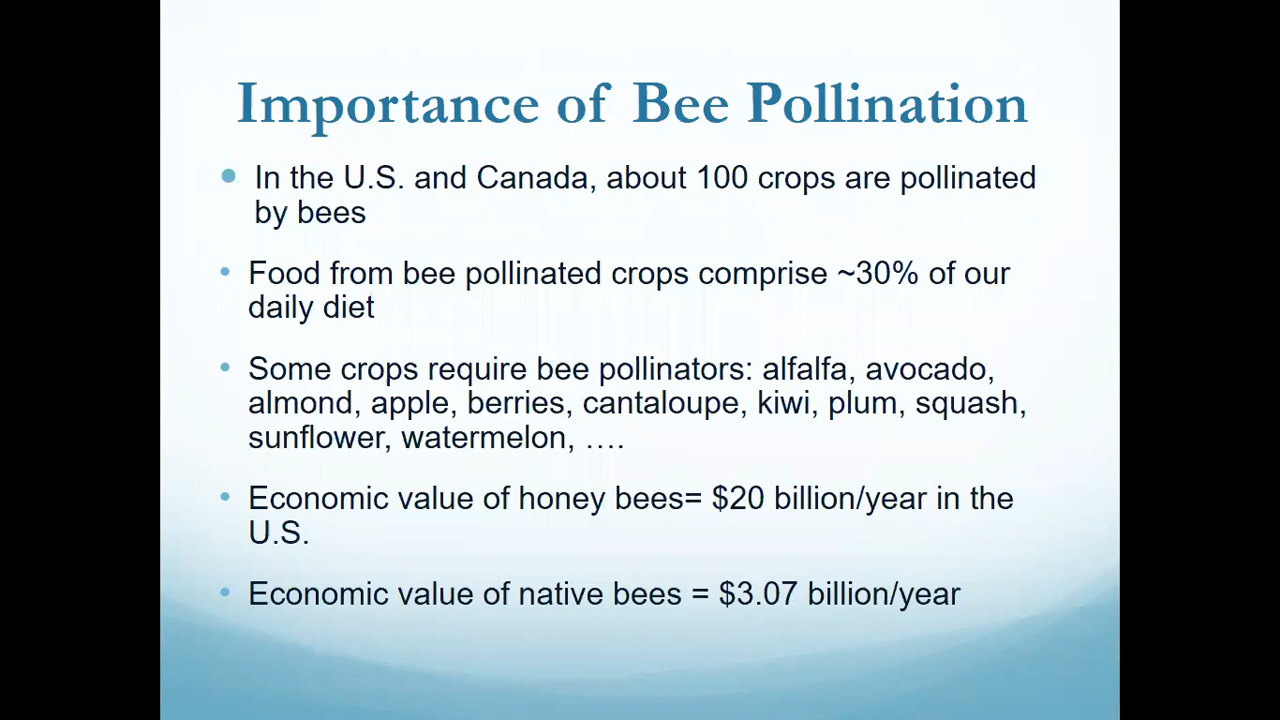 Importance of Bee Pollination
• In the U.S. and Canada, about 100 crops are pollinated
by bees
• Food from bee pollinated crops comprise ~30% of our
daily diet
• Some crops require bee pollinators: alfalfa, avocado,
almond, apple, berries, cantaloupe, kiwi, plum, squash,
sunflower, watermelon, ….
• Economic value of honey bees= $20 billion/year in the
U.S.
• Economic value of native bees = $3.07 billion/year